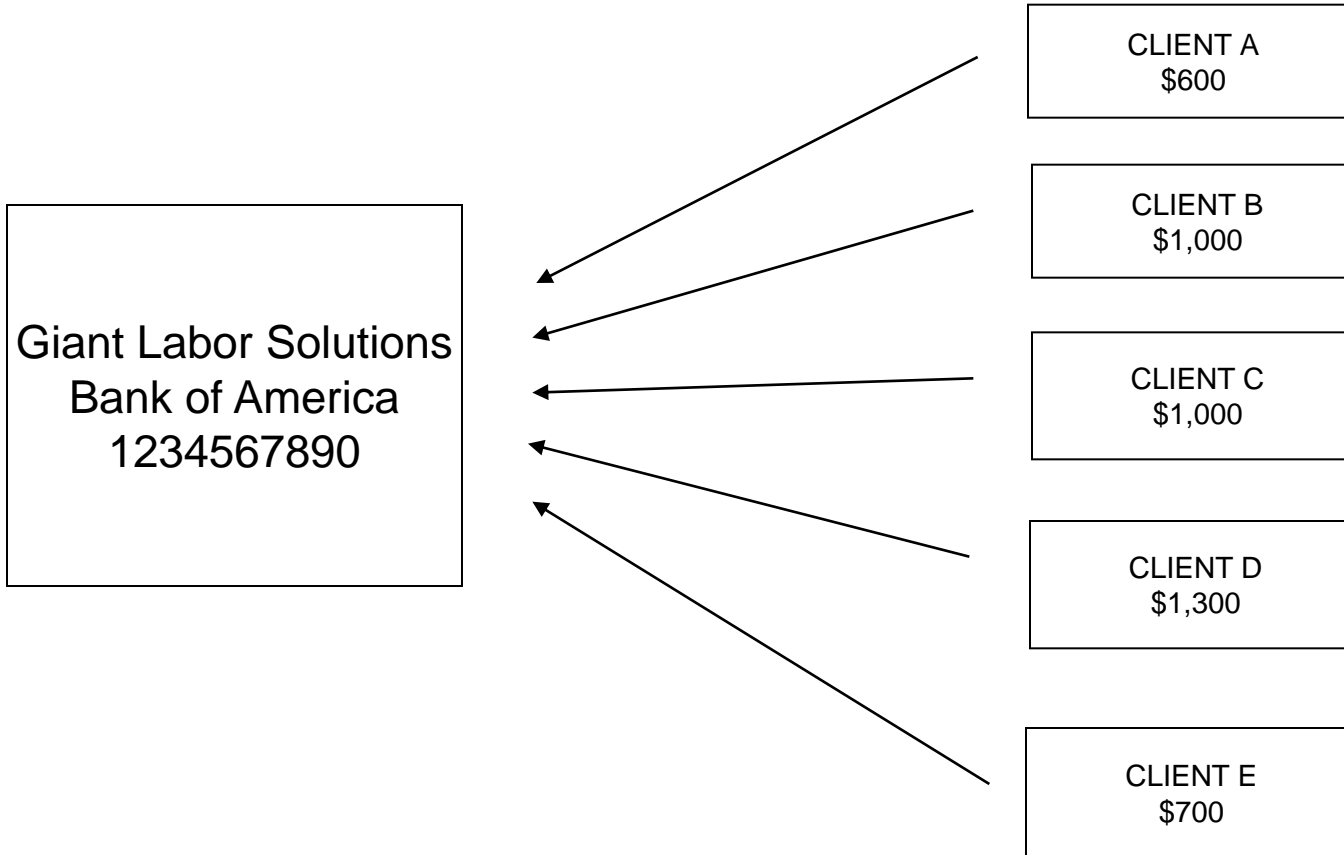 Giant Labor Solutions
Bank of America
1234567890
CLIENT A
$600
CLIENT B
$1,000
CLIENT C
$1,000
CLIENT D
$1,300
CLIENT E
$700